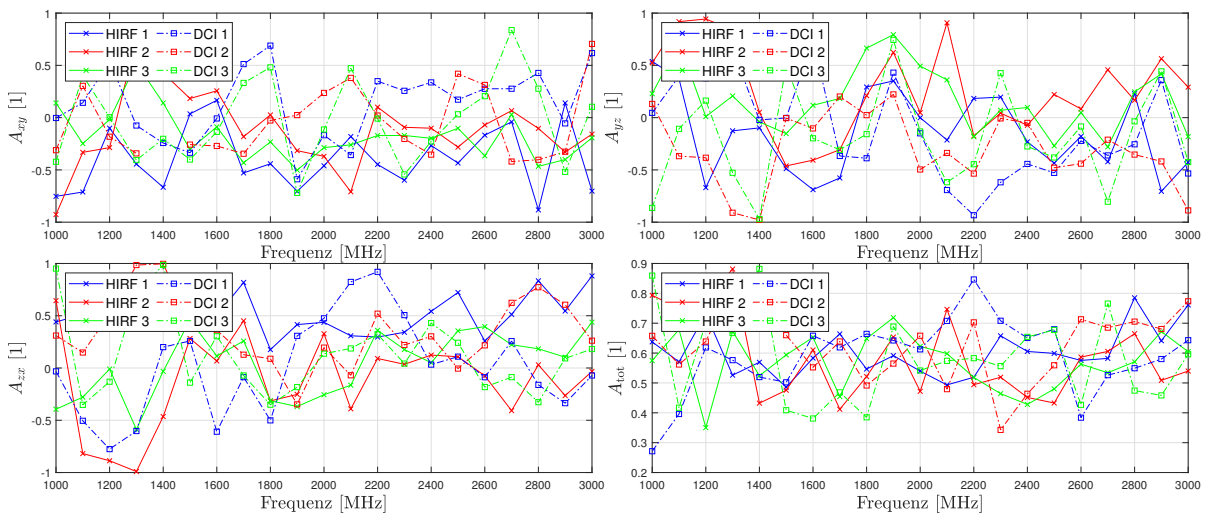 1
0.5
0
-0.5
-1
A_xy [1]
HIRF 1 DCI 1
HIRF 2 DCI 2
HIRF 3 DCI 3
1000 1200 1400 1600 1800 2000 2200 2400 2600 2800 3000
Frequenz [MHz]
1
0.5
0
-0.5
-1
A_yz [1]
HIRF 1 DCI 1
HIRF 2 DCI 2
HIRF 3 DCI 3
1000 1200 1400 1600 1800 2000 2200 2400 2600 2800 3000
Frequenz [MHz]
1
0.5
0
-0.5
-1
A_zx [1]
HIRF 1 DCI 1
HIRF 2 DCI 2
HIRF 3 DCI 3
1000 1200 1400 1600 1800 2000 2200 2400 2600 2800 3000
Frequenz [MHz]
0.9
0.8
0.7
0.6
0.5
0.4
0.3
0.2
A_tot [1]
HIRF 1 DCI 1
HIRF 2 DCI 2
HIRF 3 DCI 3
1000 1200 1400 1600 1800 2000 2200 2400 2600 2800 3000
Frequenz [MHz]